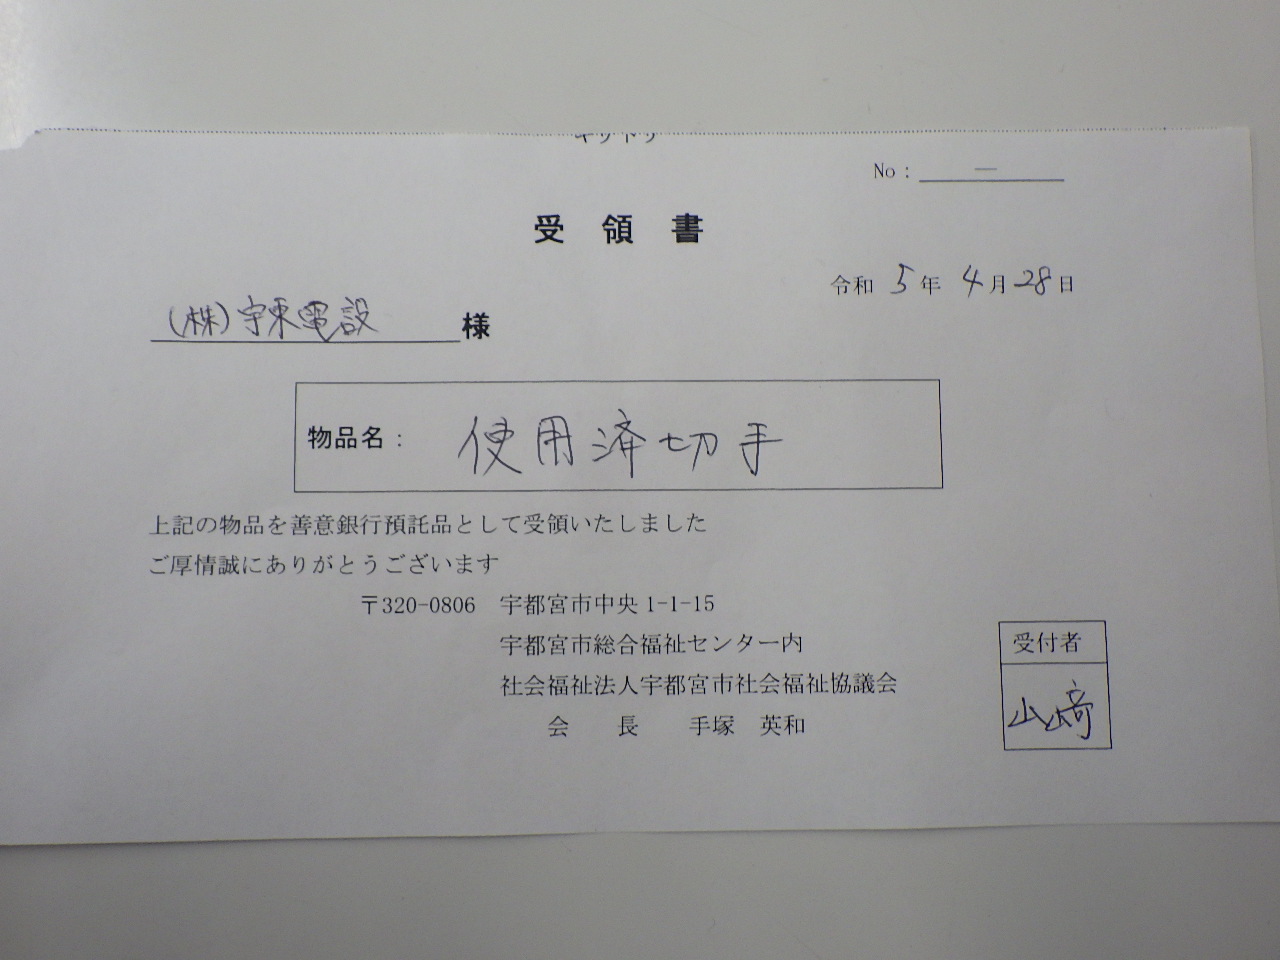 キリトリ
No： ―
受 領 書
令和 5年 4月28日
(株)宇東電設 様
物品名： 使用済切手
上記の物品を善意銀行預託品として受領いたしました
ご厚情誠にありがとうございます
〒320-0806 宇都宮市中央1-1-15
宇都宮市総合福祉センター内
社会福祉法人宇都宮市社会福祉協議会
会 長 手塚 英和
受付者
山﨑